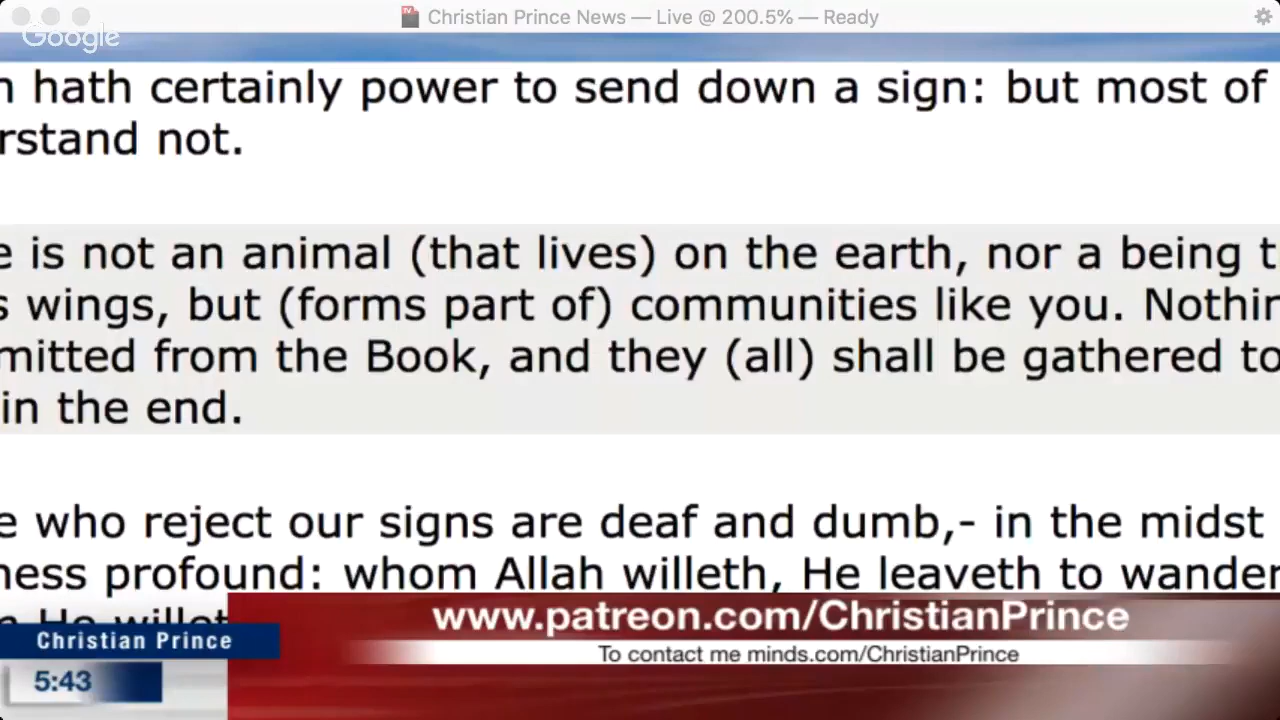 Christian Prince News — Live @ 200.5% — Ready
Google
hath certainly power to send down a sign: but most of
not.
is not an animal (that lives) on the earth, nor a being
wings, but (forms part of) communities like you.
from the Book, and they (all) shall be gathered to
in the end.
who reject our signs are deaf and dumb,- in the midst
profound: whom Allah willeth, He leaveth to wander
He
www.patreon.com/ChristianPrince
Christian Prince
To contact me minds.com/ChristianPrince
5:43